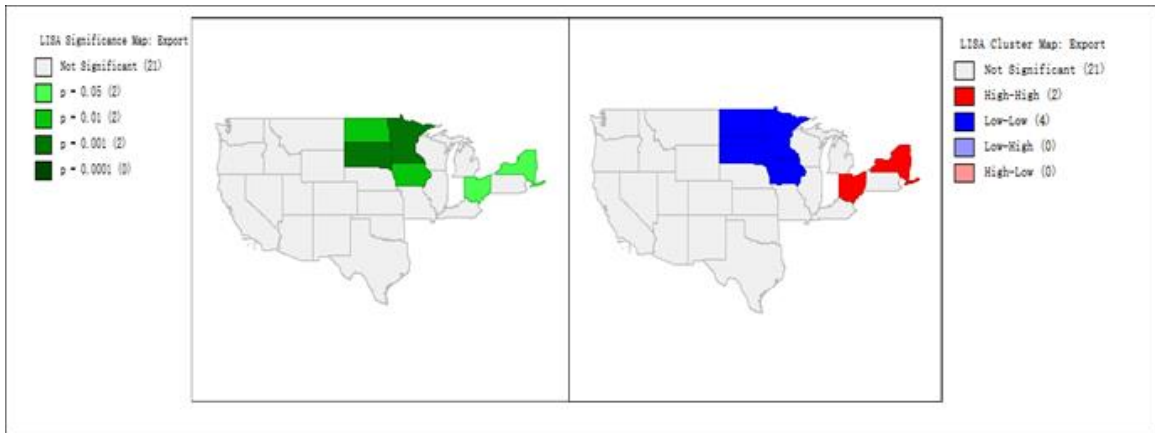 LISA Significance Map: Export
Not Significant (21)
p = 0.05 (2)
p = 0.01 (2)
p = 0.001 (2)
p = 0.0001 (0)
LISA Cluster Map: Export
Not Significant (21)
High-High (2)
Low-Low (4)
Low-High (0)
High-Low (0)